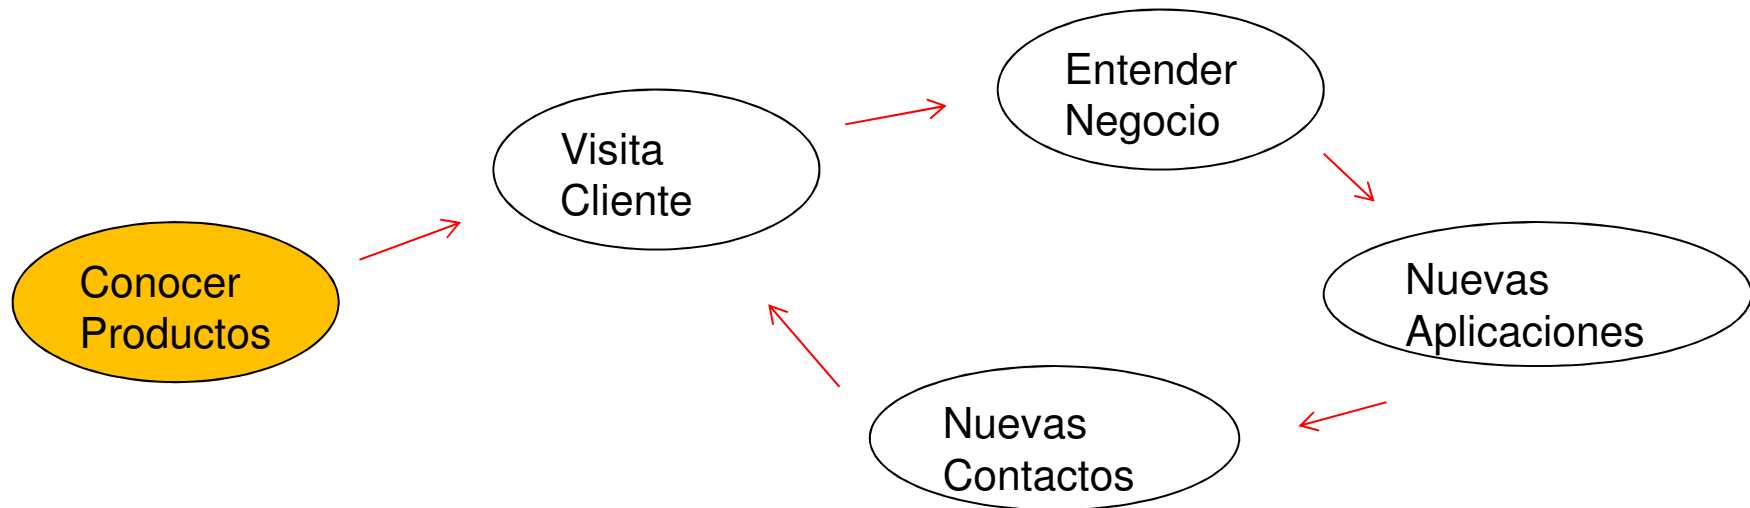 Conocer
Productos
Visita
Cliente
Entender
Negocio
Nuevas
Aplicaciones
Nuevas
Contactos